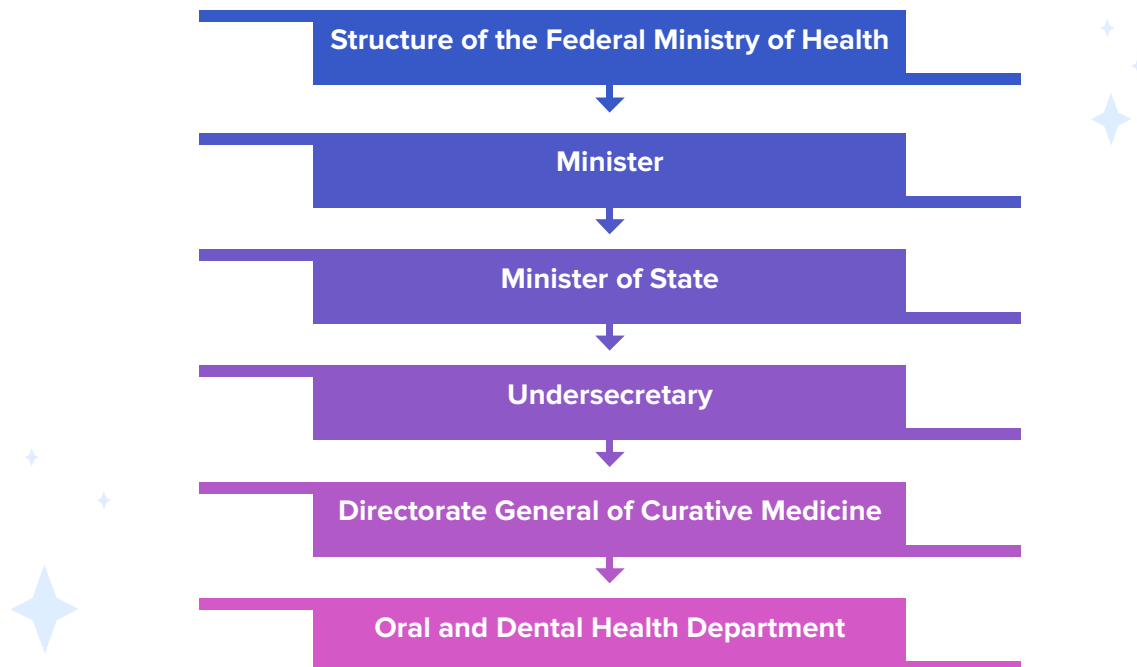 Structure of the Federal Ministry of Health
Minister
Minister of State
Undersecretary
Directorate General of Curative Medicine
Oral and Dental Health Department